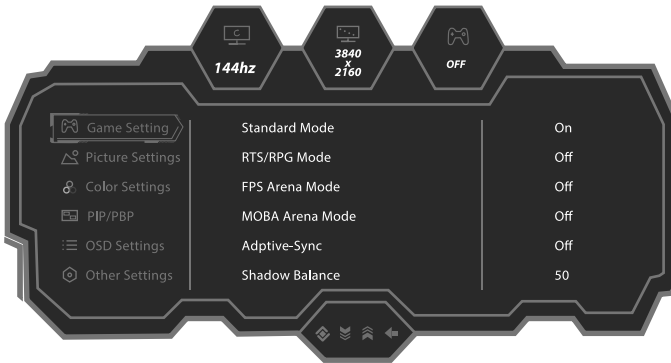 144hz
3840
x
2160
OFF
Game Setting
Standard Mode On
Picture Settings
RTS/RPG Mode Off
Color Settings
FPS Arena Mode Off
PIP/PBP
MOBA Arena Mode Off
OSD Settings
Adptive-Sync Off
Other Settings
Shadow Balance 50